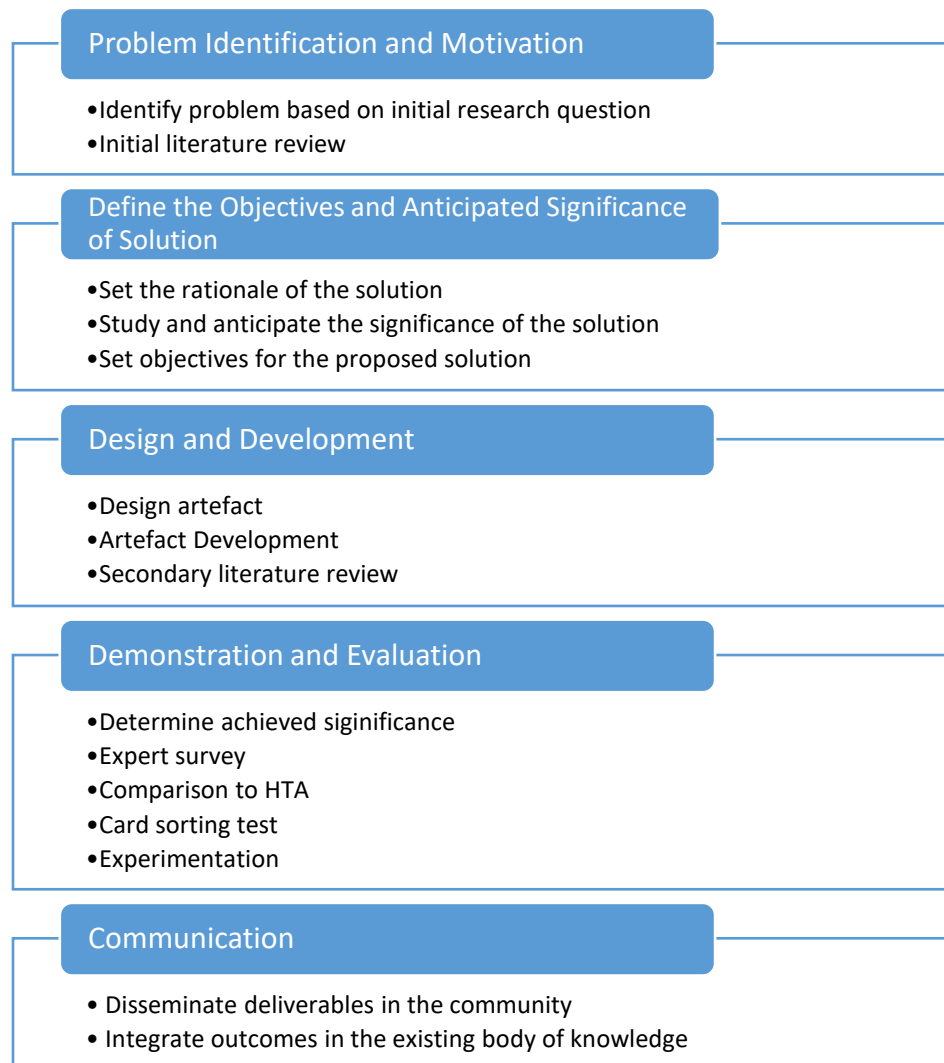 Problem Identification and Motivation
•Identify problem based on initial research question
•Initial literature review
Define the Objectives and Anticipated Significance
of Solution
•Set the rationale of the solution
•Study and anticipate the significance of the solution
•Set objectives for the proposed solution
Design and Development
•Design artefact
•Artefact Development
•Secondary literature review
Demonstration and Evaluation
•Determine achieved siginificance
•Expert survey
•Comparison to HTA
•Card sorting test
•Experimentation
Communication
• Disseminate deliverables in the community
• Integrate outcomes in the existing body of knowledge